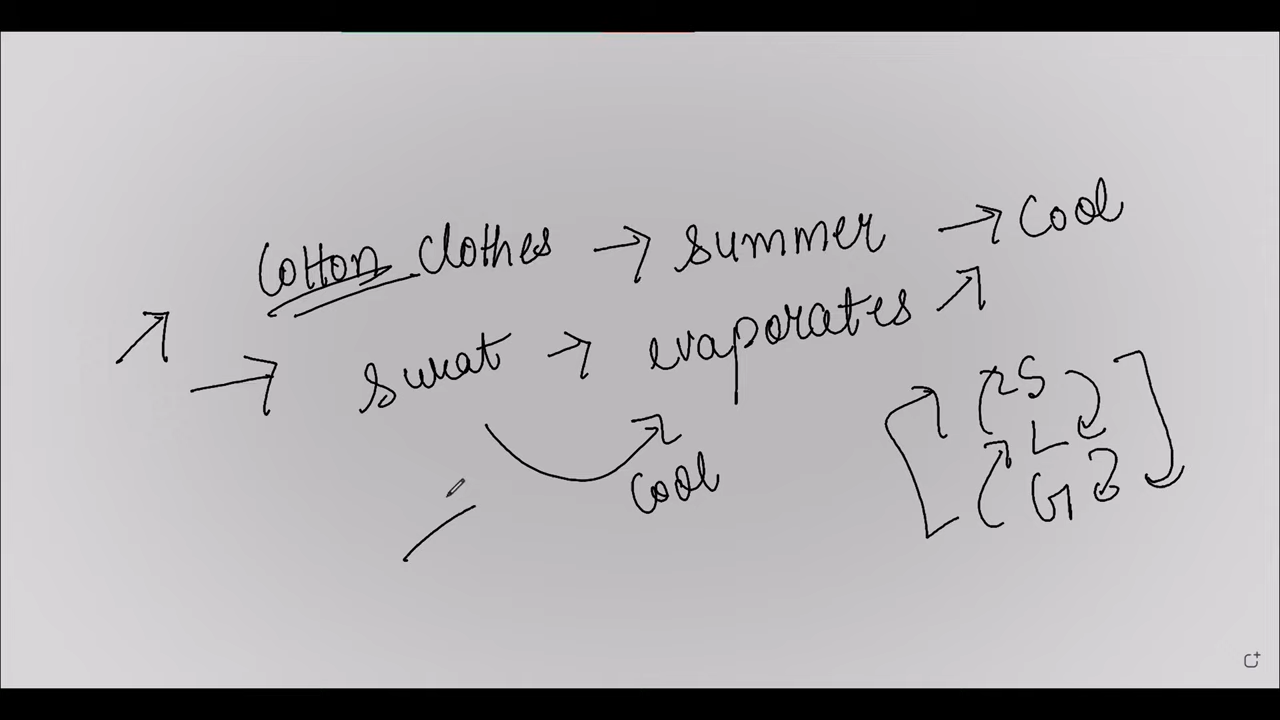 Cotton clothes → summer → cool
→ sweat → evaporates ↗
cool
S
L
G